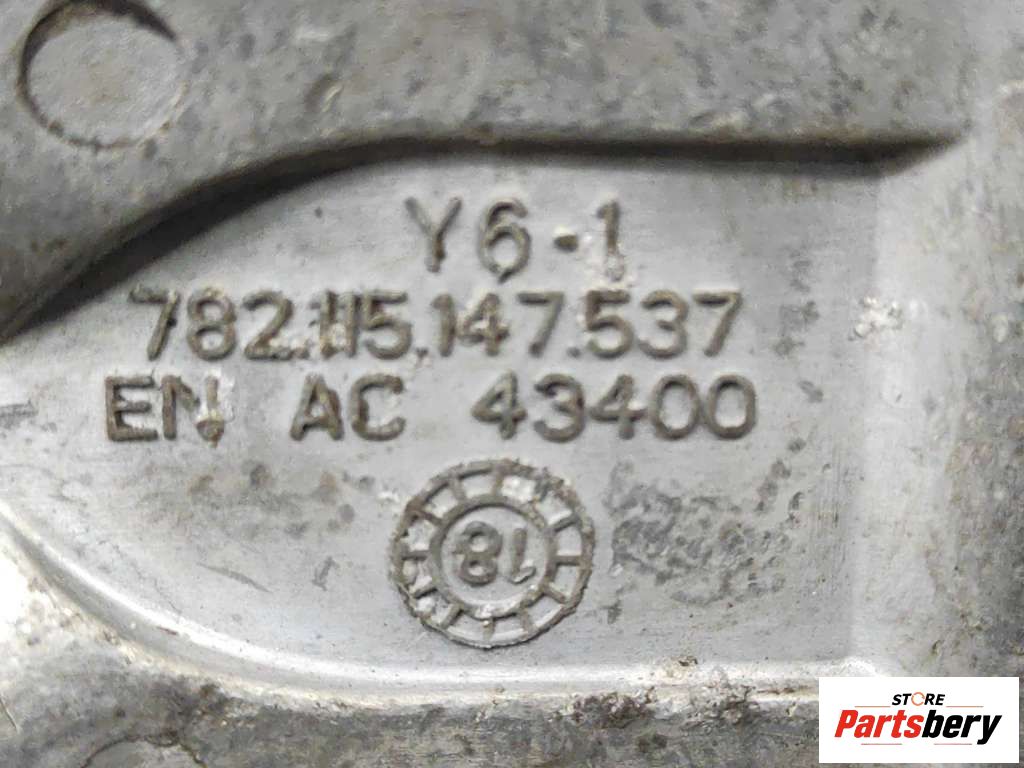 Y6-1
782.115.147.537
EN AC 43400
18
STORE
Partsbery